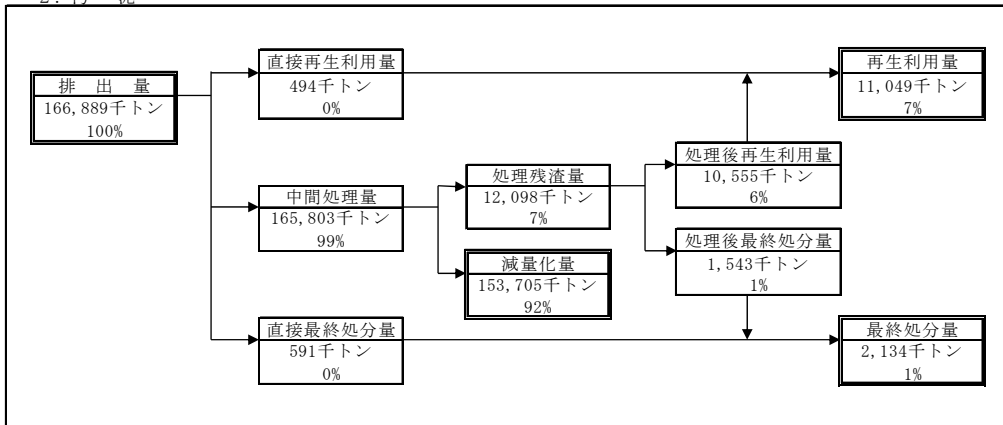 直接再生利用量
494千トン
0%
再生利用量
11,049千トン
7%
排　出　量
166,889千トン
100%
処理後再生利用量
10,555千トン
6%
処理残渣量
12,098千トン
7%
中間処理量
165,803千トン
99%
処理後最終処分量
1,543千トン
1%
減量化量
153,705千トン
92%
直接最終処分量
591千トン
0%
最終処分量
2,134千トン
1%